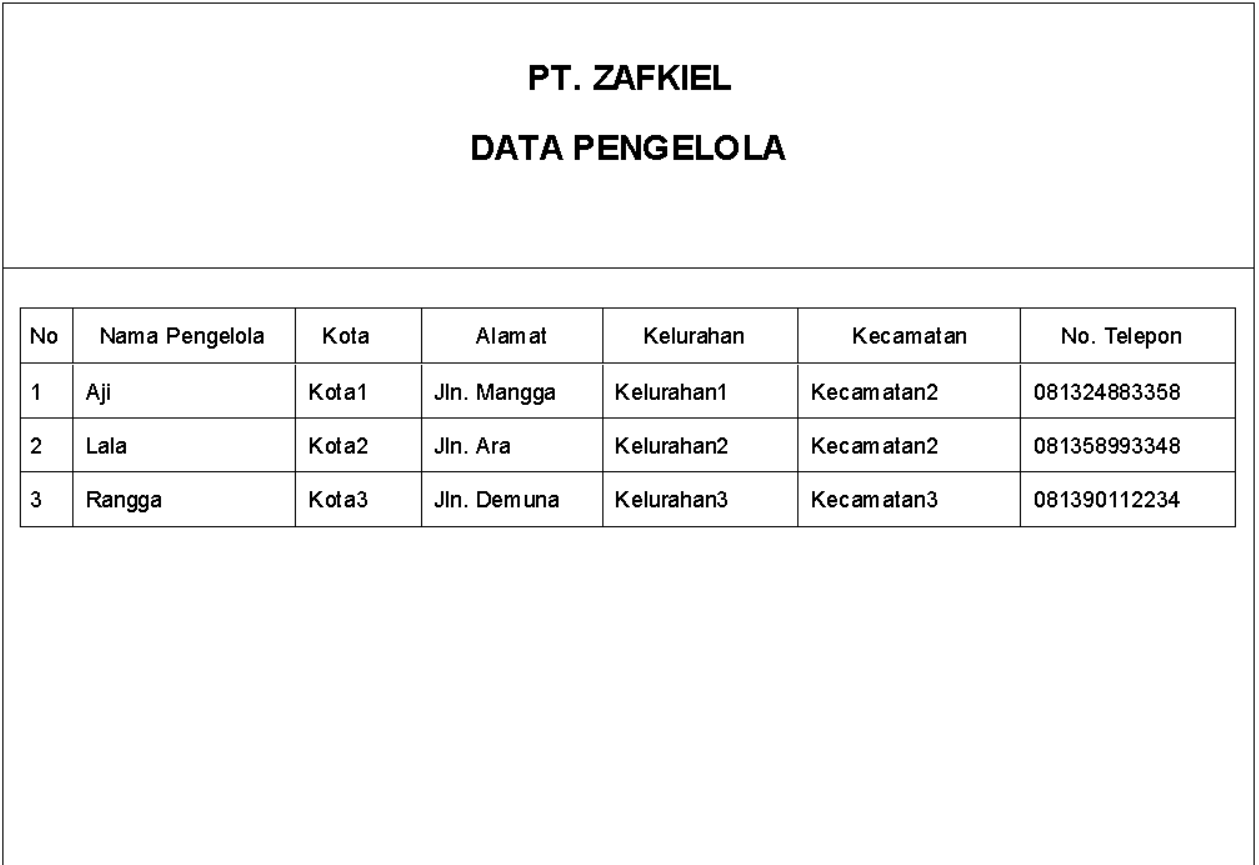 PT. ZAFKIEL
DATA PENGELOLA
No Nama Pengelola Kota Alamat Kelurahan Kecamatan No. Telepon
1 Aji Kota1 Jln. Mangga Kelurahan1 Kecamatan2 081324883358
2 Lala Kota2 Jln. Ara Kelurahan2 Kecamatan2 081358993348
3 Rangga Kota3 Jln. Demuna Kelurahan3 Kecamatan3 081390112234